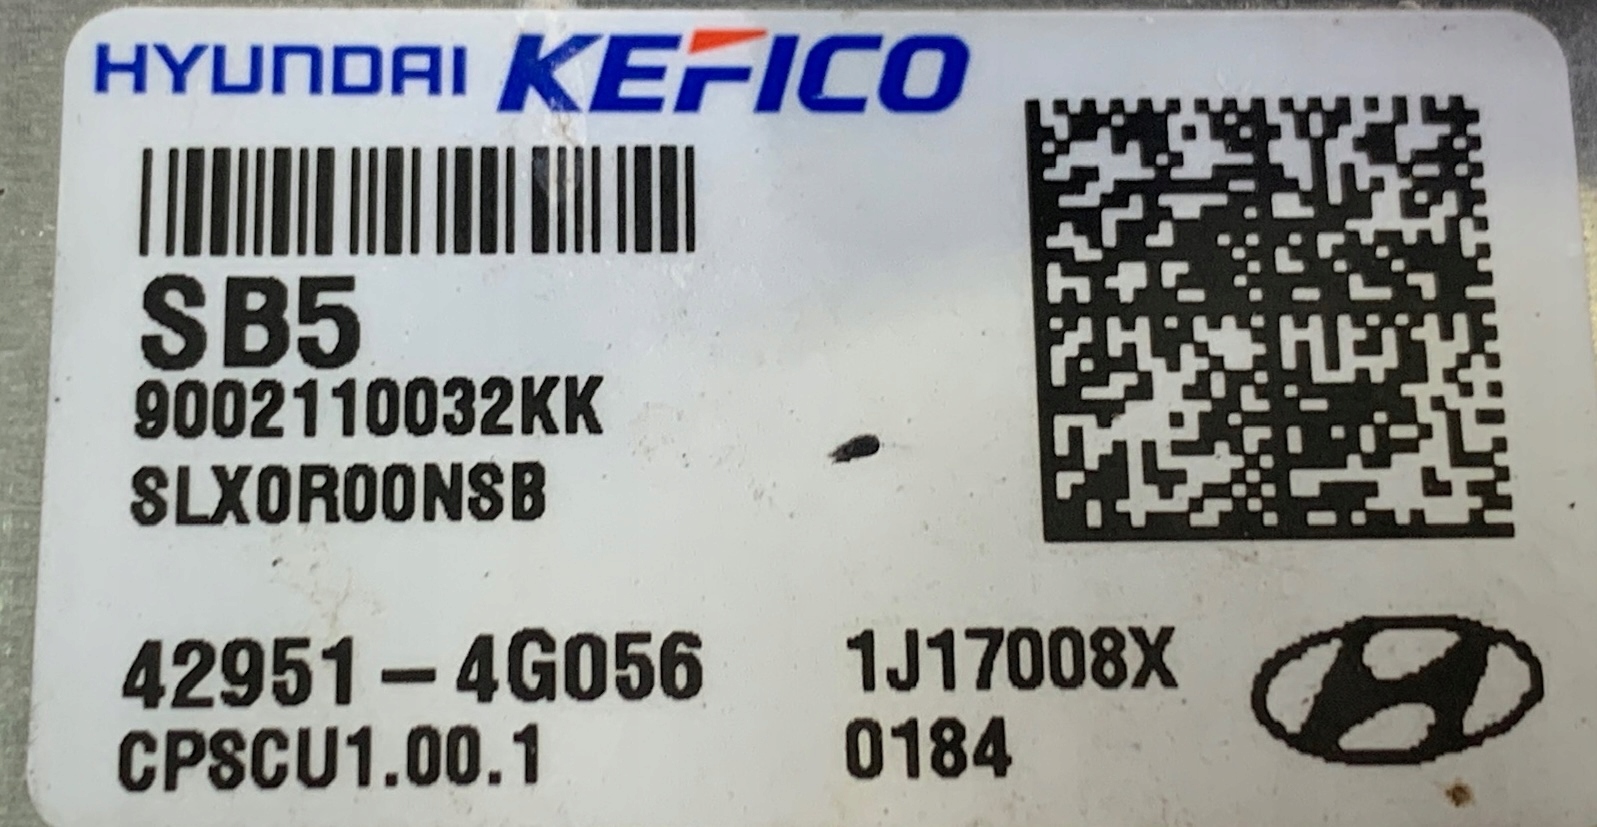 HYUNDAI KEFICO
SB5
9002110032KK
SLX0R00NSB
42951-4G056 1J17008X
CPSCU1.00.1 0184